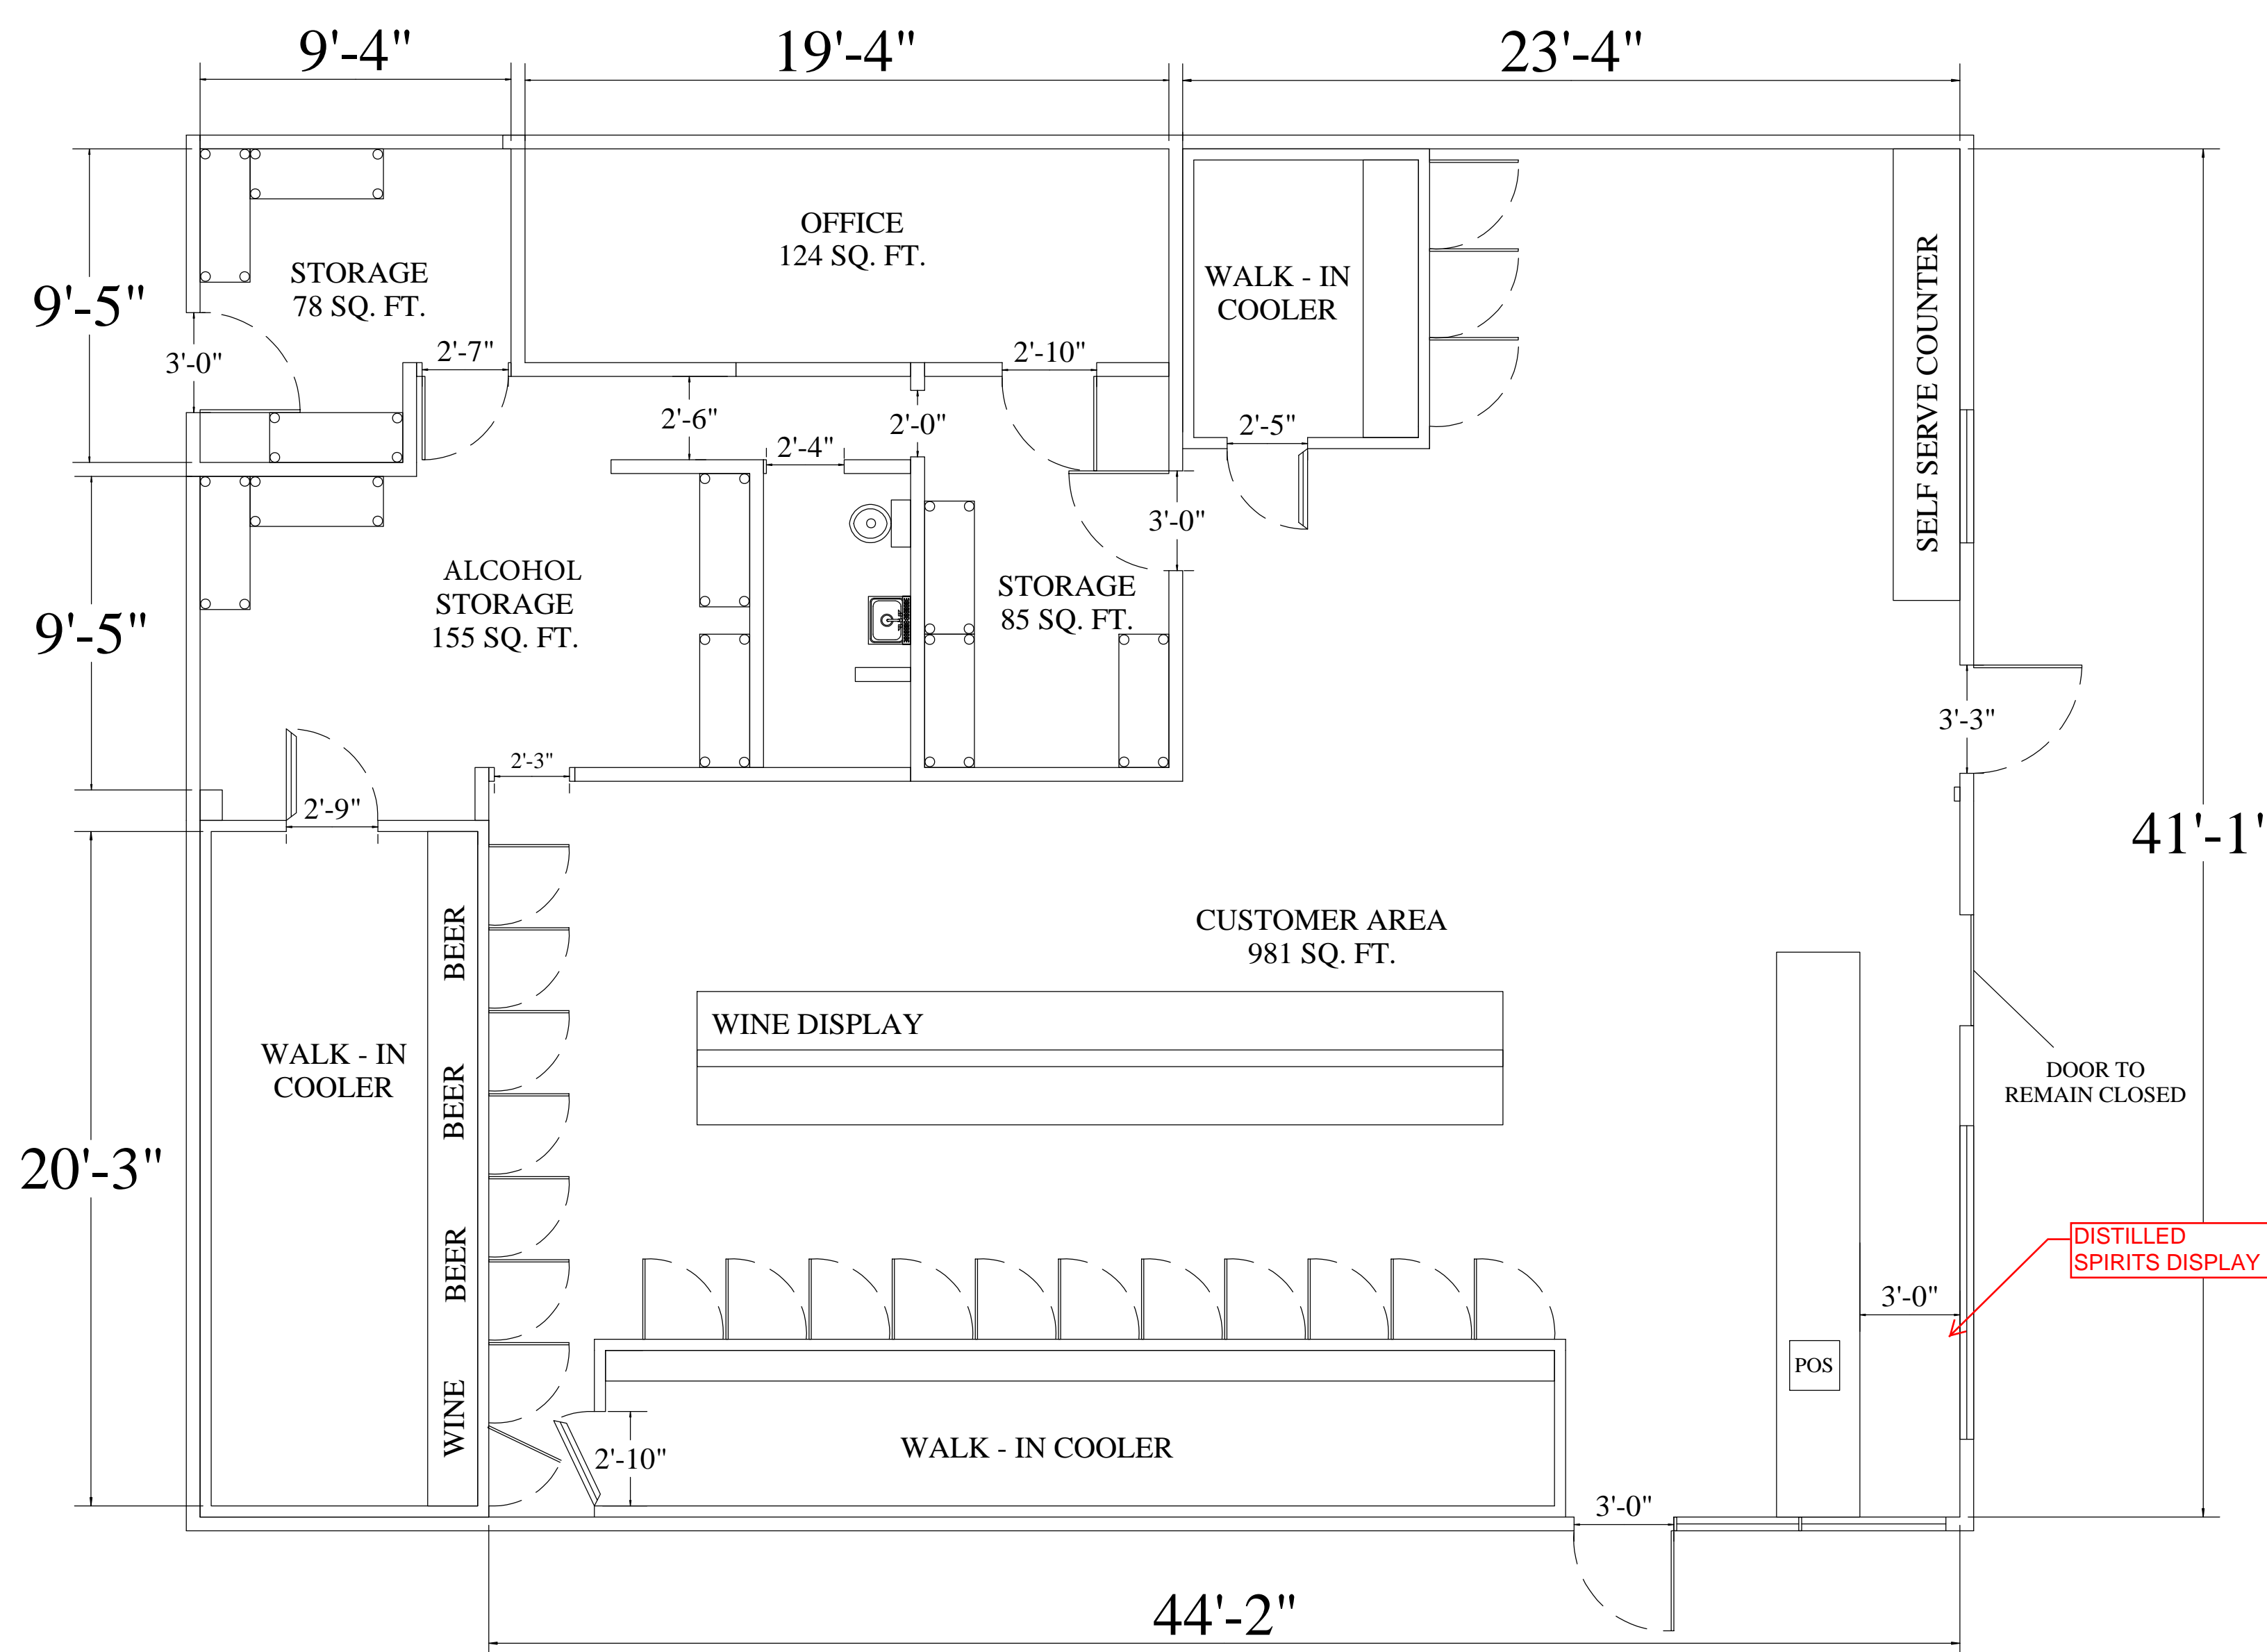 9'-4"
19'-4"
23'-4"
OFFICE
124 SQ. FT.
STORAGE
78 SQ. FT.
WALK - IN
COOLER
SELF SERVE COUNTER
9'-5"
3'-0"
2'-7"
2'-10"
2'-6"
2'-0"
2'-4"
2'-5"
3'-0"
ALCOHOL
STORAGE
155 SQ. FT.
STORAGE
85 SQ. FT.
9'-5"
3'-3"
2'-3"
2'-9"
41'-1"
BEER
CUSTOMER AREA
981 SQ. FT.
WINE DISPLAY
WALK - IN
COOLER
BEER
DOOR TO
REMAIN CLOSED
20'-3"
BEER
DISTILLED
SPIRITS DISPLAY
3'-0"
POS
WINE
WALK - IN COOLER
2'-10"
3'-0"
44'-2"